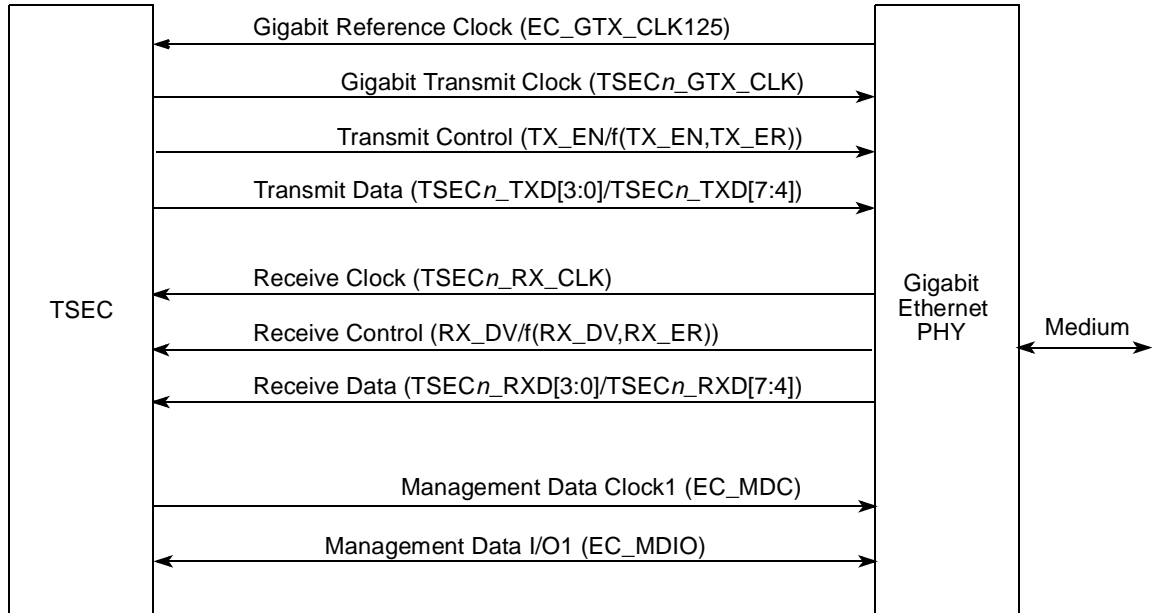 Gigabit Reference Clock (EC_GTX_CLK125)
Gigabit Transmit Clock (TSECn_GTX_CLK)
Transmit Control (TX_EN/f(TX_EN,TX_ER))
Transmit Data (TSECn_TXD[3:0]/TSECn_TXD[7:4])
Receive Clock (TSECn_RX_CLK)
TSEC
Receive Control (RX_DV/f(RX_DV,RX_ER))
Receive Data (TSECn_RXD[3:0]/TSECn_RXD[7:4])
Gigabit
Ethernet
PHY
Medium
Management Data Clock1 (EC_MDC)
Management Data I/O1 (EC_MDIO)